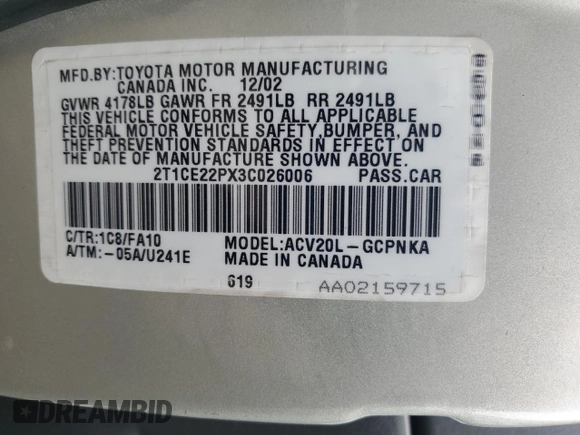 MFD.BY:TOYOTA MOTOR MANUFACTURING
CANADA INC. 12/02
GVWR 4178LB GAWR FR 2491LB RR 2491LB
THIS VEHICLE CONFORMS TO ALL APPLICABLE
FEDERAL MOTOR VEHICLE SAFETY,BUMPER, AND
THEFT PREVENTION STANDARDS IN EFFECT ON
THE DATE OF MANUFACTURE SHOWN ABOVE.
2T1CE22PX3C026006 PASS.CAR
C/TR:1C8/FA10 MODEL:ACV20L-GCPNKA
A/TM:-05A/U241E MADE IN CANADA
619
AA02159715
DREAMBID